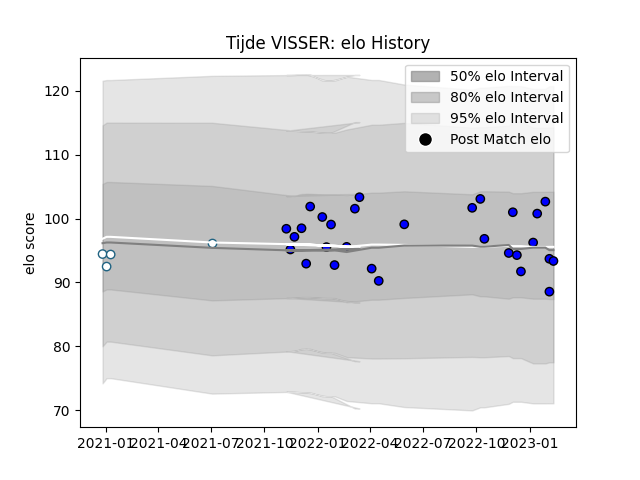 Tijde VISSER: elo History
50% elo Interval
80% elo Interval
95% elo Interval
Post Match elo
elo score
120
110
100
90
80
70
2021-01 2021-04 2021-07 2021-10 2022-01 2022-04 2022-07 2022-10 2023-01